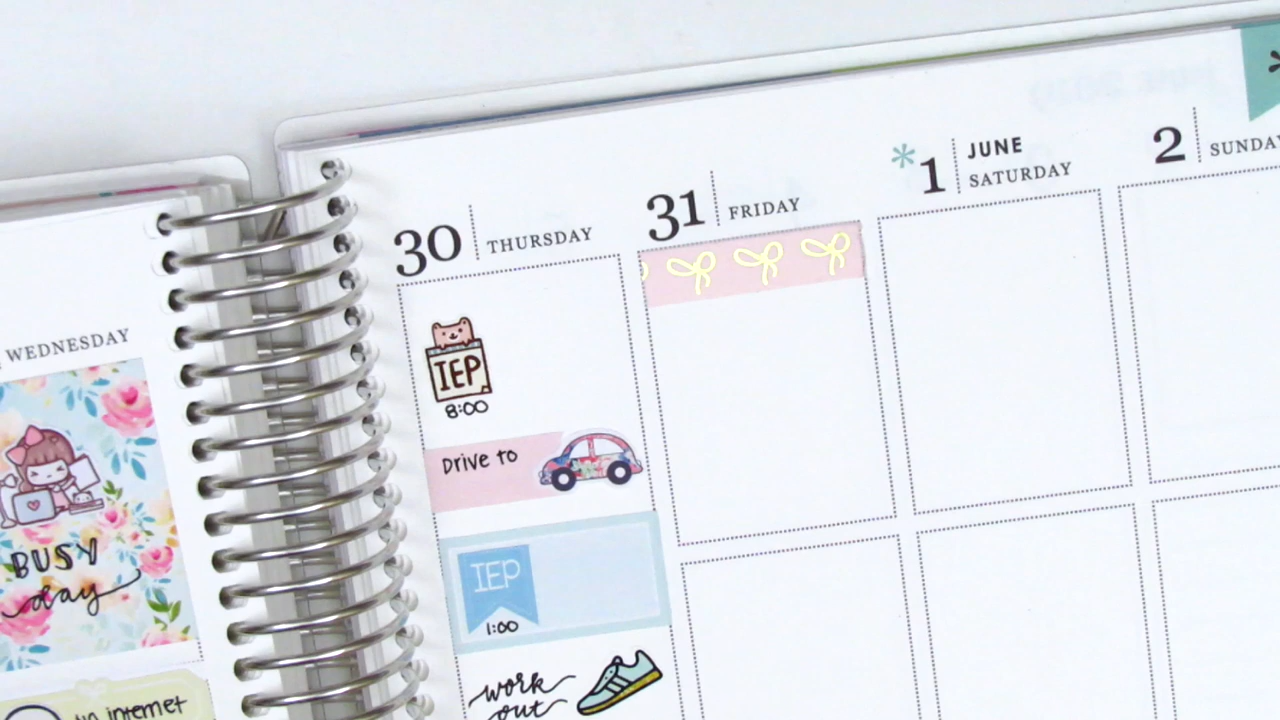 WEDNESDAY
BUSY
day
internet
30 THURSDAY
IEP
8:00
Drive to
IEP
1:00
work
out
31 FRIDAY
*1 JUNE
SATURDAY
2 SUNDAY